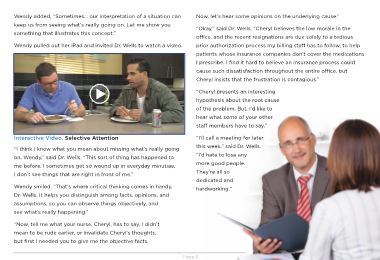 Wendy added, “Sometimes... our interpretation of a situation can
keep us from seeing what’s really going on. Let me show you
something that illustrates this concept.”
Wendy pulled out her iPad and invited Dr. Wells to watch a video.
Interactive Video. Selective Attention
“I think I know what you mean about missing what’s really going
on, Wendy,” said Dr. Wells. “This sort of thing has happened to
me before. I sometimes get so wound up in everyday minutiae,
I don’t see things that are right in front of me.”
Wendy smiled. “That’s where critical thinking comes in handy,
Dr. Wells. It helps you distinguish among facts, opinions, and
assumptions, so you can observe things objectively, and
see what’s really happening.”
“Now, tell me what your nurse, Cheryl, has to say. I didn’t
mean to be rude earlier, or invalidate Cheryl’s thoughts,
but first I needed you to give me the objective facts.
Now, let’s hear some opinions on the underlying cause.”
“Okay,” said Dr. Wells. “Cheryl believes the low morale in the
office, and the recent resignations are due solely to a tedious
prior authorization process my billing staff has to follow, to help
patients whose insurance companies don’t cover the medications
I prescribe. I find it hard to believe an insurance process could
cause such dissatisfaction throughout the entire office, but
Cheryl insists that the frustration is contagious.”
“Cheryl presents an interesting
hypothesis about the root cause
of the problem. But, I’d like to
hear what some of your other
staff members have to say.”
“I’ll call a meeting for later
this week,” said Dr. Wells,
“I’d hate to lose any
more good people.
They’re all so
dedicated and
hardworking.”